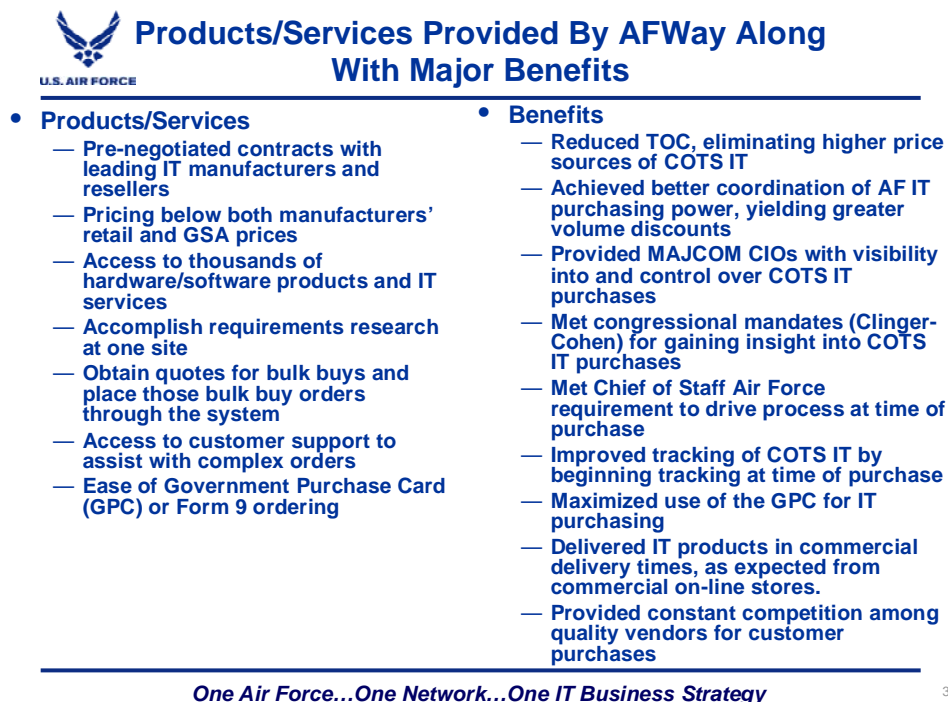 Products/Services Provided By AFWay Along
With Major Benefits
U.S. AIR FORCE
• Products/Services
— Pre-negotiated contracts with
leading IT manufacturers and
resellers
— Pricing below both manufacturers’
retail and GSA prices
— Access to thousands of
hardware/software products and IT
services
— Accomplish requirements research
at one site
— Obtain quotes for bulk buys and
place those bulk buy orders
through the system
— Access to customer support to
assist with complex orders
— Ease of Government Purchase Card
(GPC) or Form 9 ordering
• Benefits
— Reduced TOC, eliminating higher price
sources of COTS IT
— Achieved better coordination of AF IT
purchasing power, yielding greater
volume discounts
— Provided MAJCOM CIOs with visibility
into and control over COTS IT
purchases
— Met congressional mandates (Clinger-
Cohen) for gaining insight into COTS
IT purchases
— Met Chief of Staff Air Force
requirement to drive process at time of
purchase
— Improved tracking of COTS IT by
beginning tracking at time of purchase
— Maximized use of the GPC for IT
purchasing
— Delivered IT products in commercial
delivery times, as expected from
commercial on-line stores.
— Provided constant competition among
quality vendors for customer
purchases
One Air Force…One Network…One IT Business Strategy
3